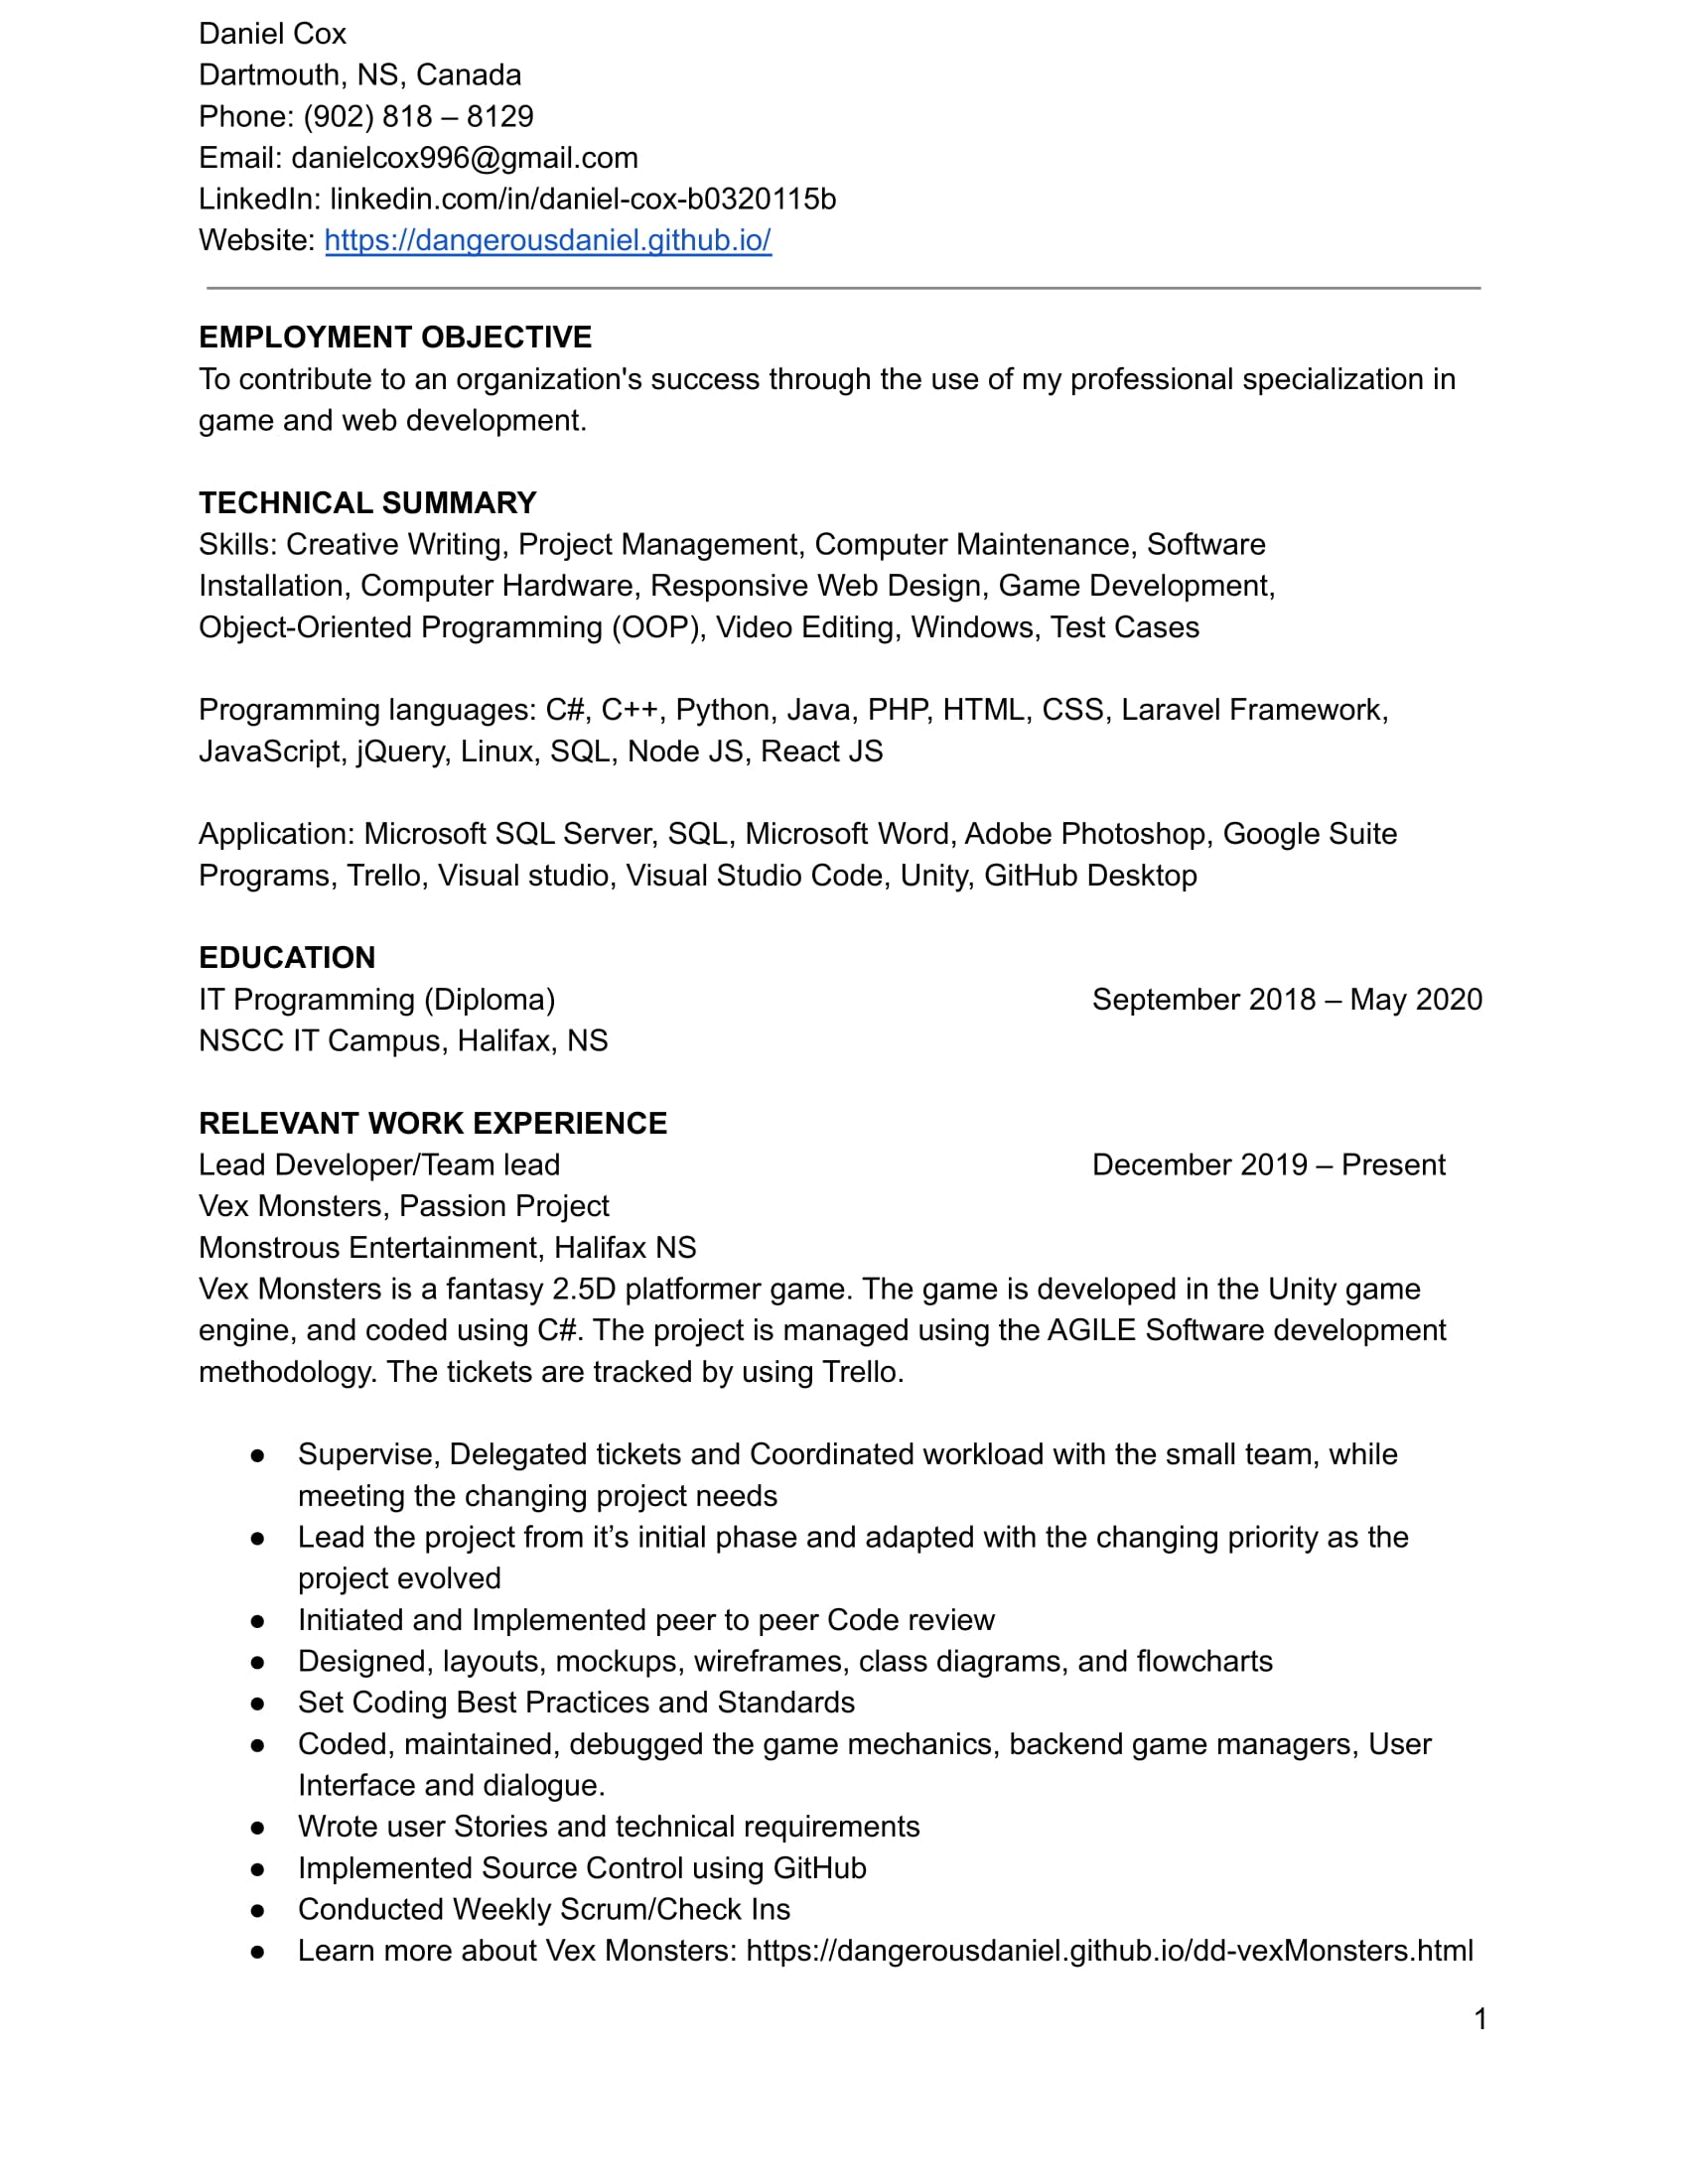 Daniel Cox
Dartmouth, NS, Canada
Phone: (902) 818 – 8129
Email: danielcox996@gmail.com
LinkedIn: linkedin.com/in/daniel-cox-b0320115b
Website: https://dangerousdaniel.github.io/
EMPLOYMENT OBJECTIVE
To contribute to an organization's success through the use of my professional specialization in
game and web development.
TECHNICAL SUMMARY
Skills: Creative Writing, Project Management, Computer Maintenance, Software
Installation, Computer Hardware, Responsive Web Design, Game Development,
Object-Oriented Programming (OOP), Video Editing, Windows, Test Cases
Programming languages: C#, C++, Python, Java, PHP, HTML, CSS, Laravel Framework,
JavaScript, jQuery, Linux, SQL, Node JS, React JS
Application: Microsoft SQL Server, SQL, Microsoft Word, Adobe Photoshop, Google Suite
Programs, Trello, Visual studio, Visual Studio Code, Unity, GitHub Desktop
EDUCATION
IT Programming (Diploma) September 2018 – May 2020
NSCC IT Campus, Halifax, NS
RELEVANT WORK EXPERIENCE
Lead Developer/Team lead December 2019 – Present
Vex Monsters, Passion Project
Monstrous Entertainment, Halifax NS
Vex Monsters is a fantasy 2.5D platformer game. The game is developed in the Unity game
engine, and coded using C#. The project is managed using the AGILE Software development
methodology. The tickets are tracked by using Trello.
● Supervise, Delegated tickets and Coordinated workload with the small team, while
meeting the changing project needs
● Lead the project from it’s initial phase and adapted with the changing priority as the
project evolved
● Initiated and Implemented peer to peer Code review
● Designed, layouts, mockups, wireframes, class diagrams, and flowcharts
● Set Coding Best Practices and Standards
● Coded, maintained, debugged the game mechanics, backend game managers, User
Interface and dialogue.
● Wrote user Stories and technical requirements
● Implemented Source Control using GitHub
● Conducted Weekly Scrum/Check Ins
● Learn more about Vex Monsters: https://dangerousdaniel.github.io/dd-vexMonsters.html
1